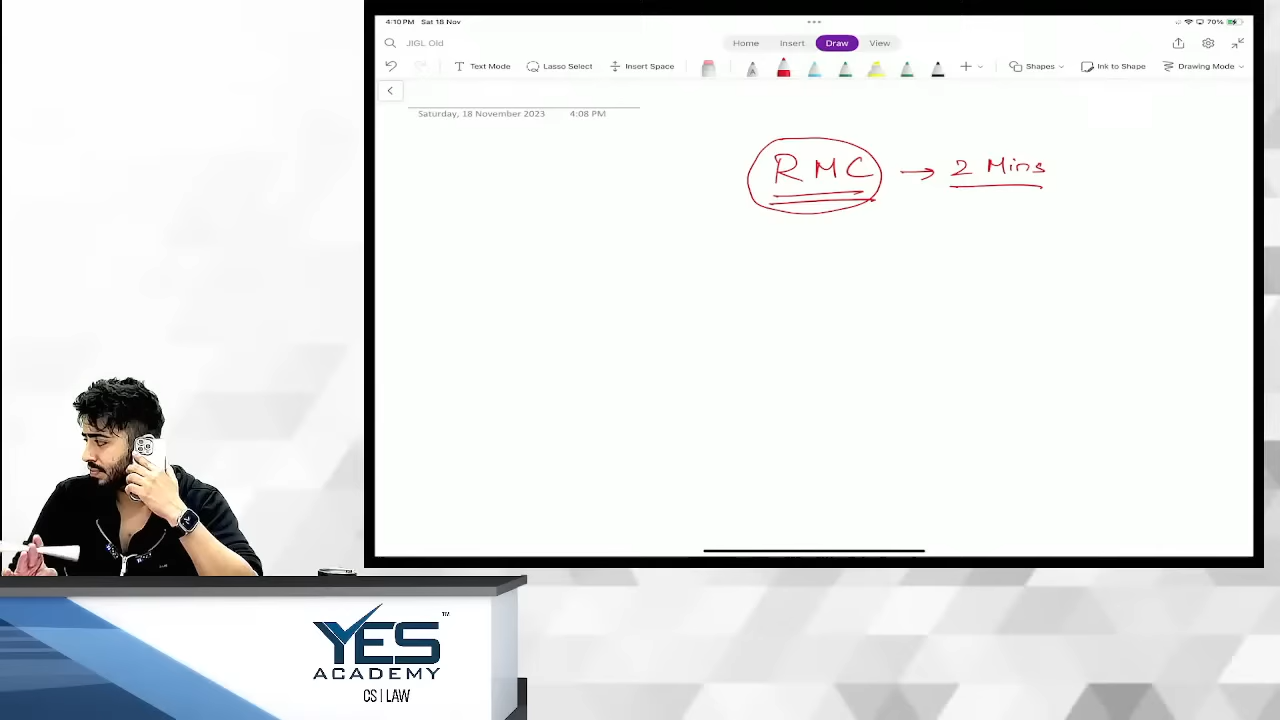 4:10 PM Sat 18 Nov
70%
JIGL Old
Home Insert Draw View
Text Mode Lasso Select Insert Space Shapes Ink to Shape Drawing Mode
Saturday, 18 November 2023 4:08 PM
RMC → 2 Mins
YES™
ACADEMY
CS | LAW